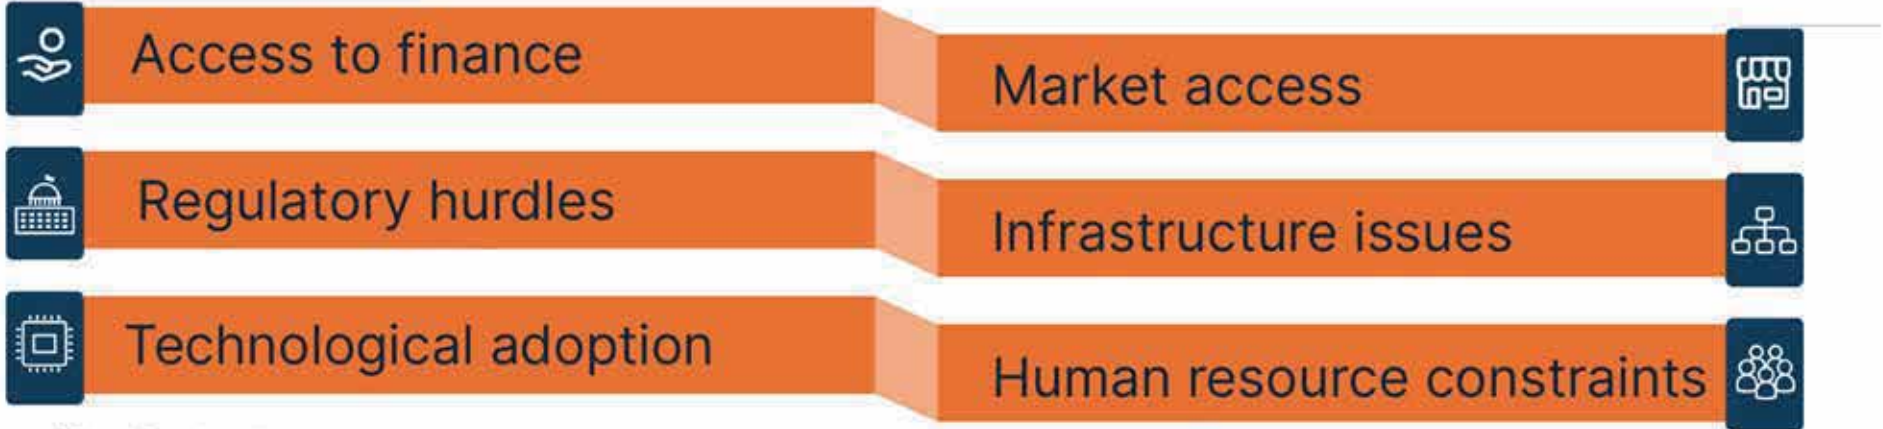 Access to finance
Market access
Regulatory hurdles
Infrastructure issues
Technological adoption
Human resource constraints